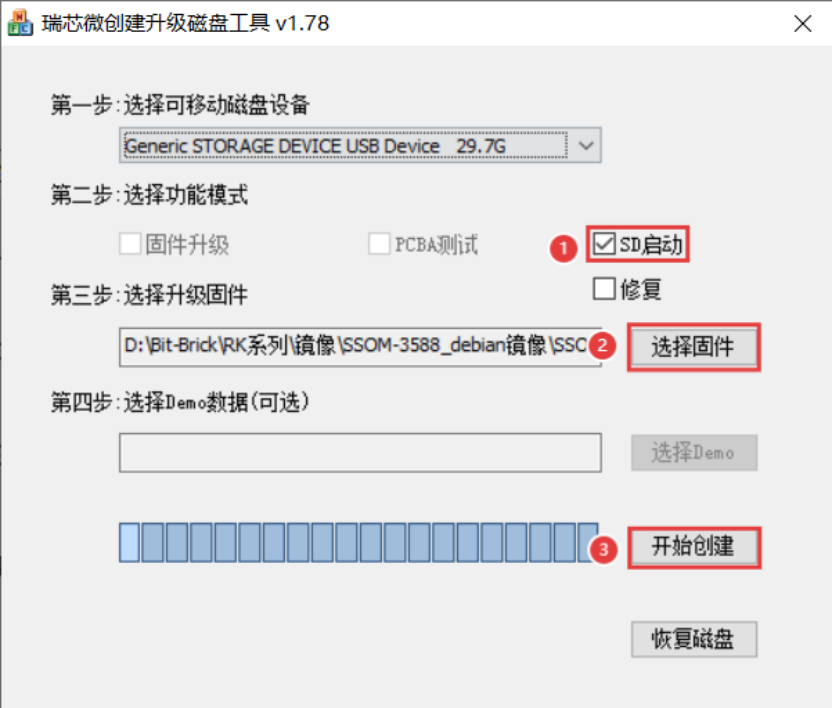 瑞芯微创建升级磁盘工具 v1.78
第一步:选择可移动磁盘设备
Generic STORAGE DEVICE USB Device 29.7G
第二步:选择功能模式
固件升级 PCBA测试 1 SD启动
第三步:选择升级固件 修复
D:\Bit-Brick\RK系列\镜像\SSOM-3588_debian镜像\SSO 2 选择固件
第四步:选择Demo数据(可选)
选择Demo
3 开始创建
恢复磁盘